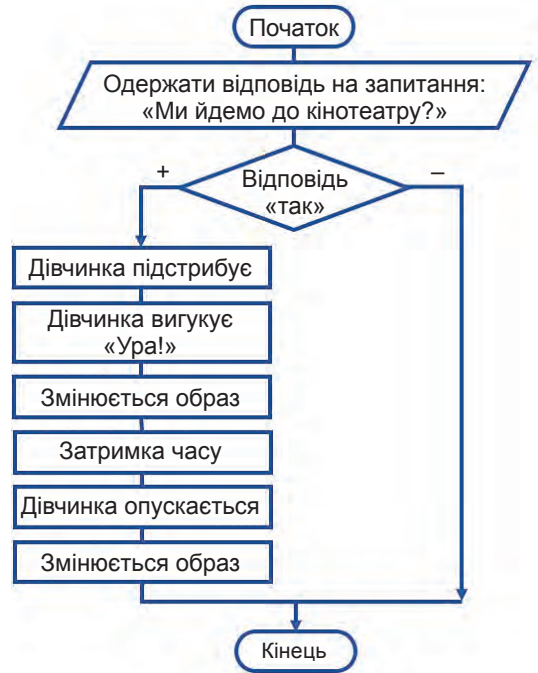 Початок
Одержати відповідь на запитання:
«Ми йдемо до кінотеатру?»
+
–
Відповідь
«так»
Дівчинка підстрибує
Дівчинка вигукує
«Ура!»
Змінюється образ
Затримка часу
Дівчинка опускається
Змінюється образ
Кінець